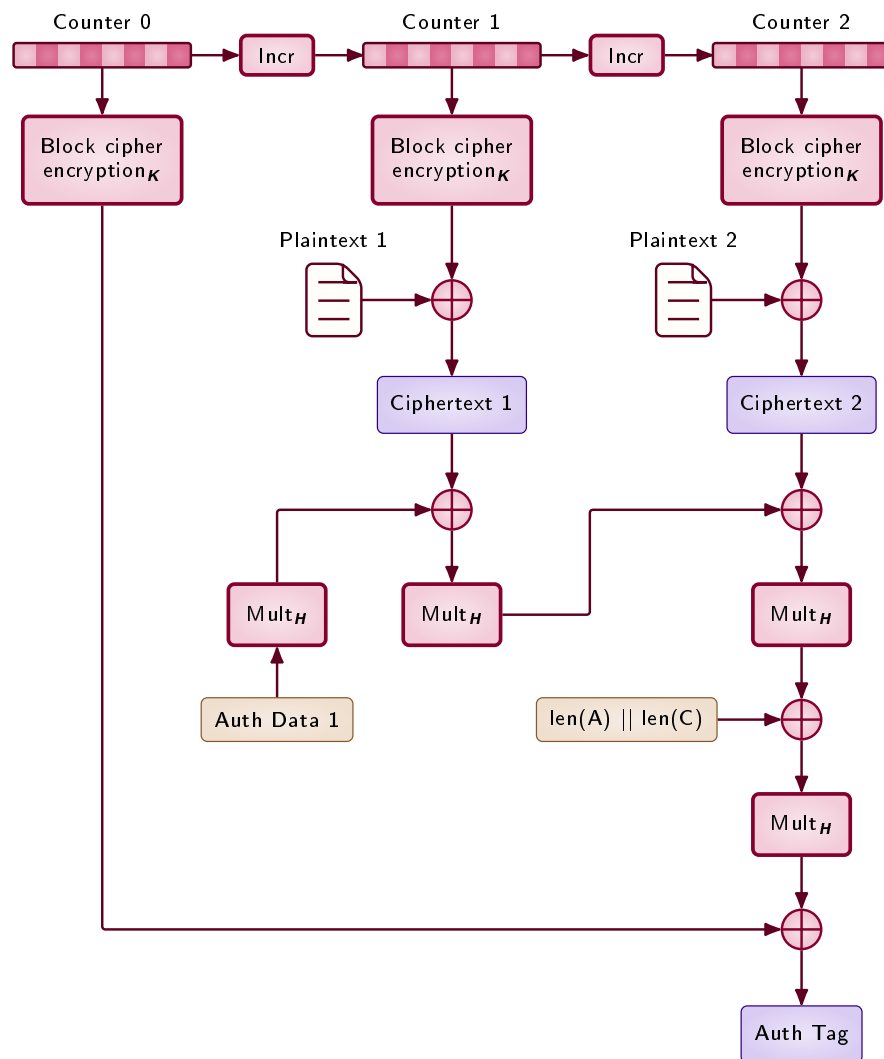 Counter 0
Counter 1
Counter 2
Incr
Incr
Block cipher
encryptionK
Block cipher
encryptionK
Block cipher
encryptionK
Plaintext 1
Plaintext 2
Ciphertext 1
Ciphertext 2
MultH
MultH
MultH
Auth Data 1
len(A) || len(C)
MultH
Auth Tag